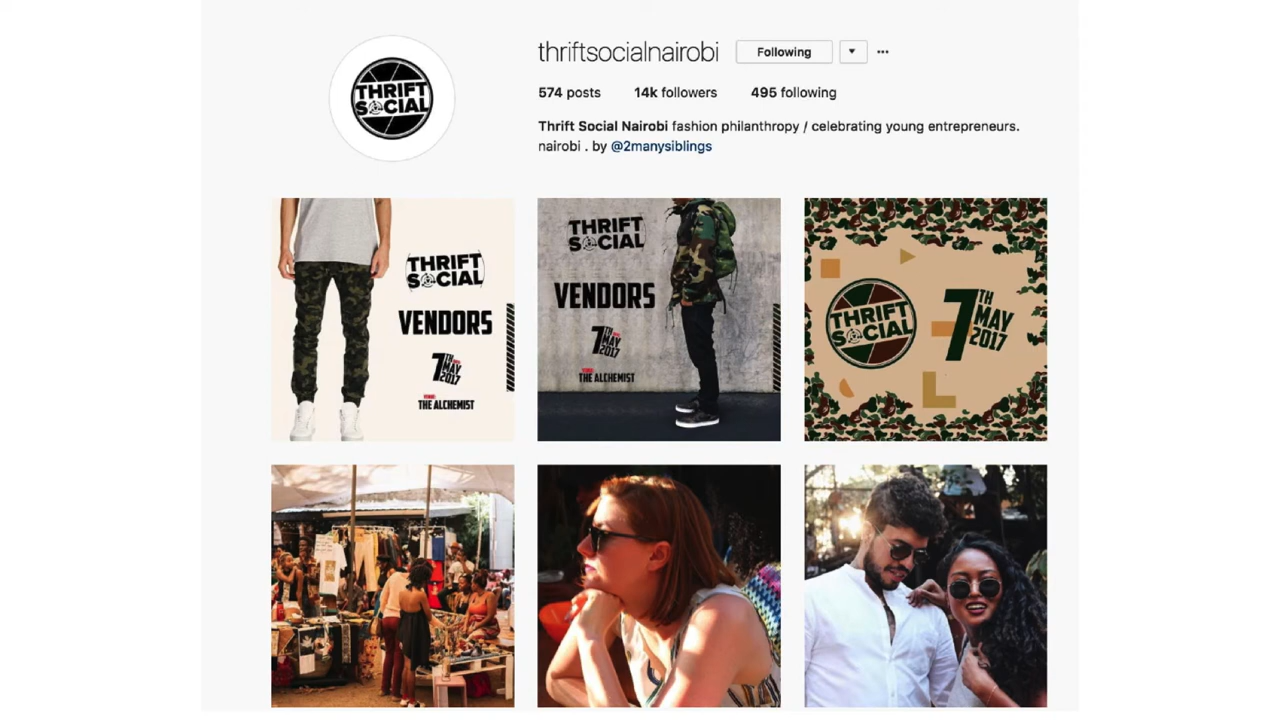 THRIFT
SOCIAL
thriftsocialnairobi
Following
574 posts 14k followers 495 following
Thrift Social Nairobi fashion philanthropy / celebrating young entrepreneurs.
nairobi . by @2manysiblings
THRIFT
SOCIAL
VENDORS
7TH
MAY
2017
THE ALCHEMIST
THRIFT
SOCIAL
VENDORS
7TH
MAY
2017
THE ALCHEMIST
THRIFT
SOCIAL
7TH
MAY
2017